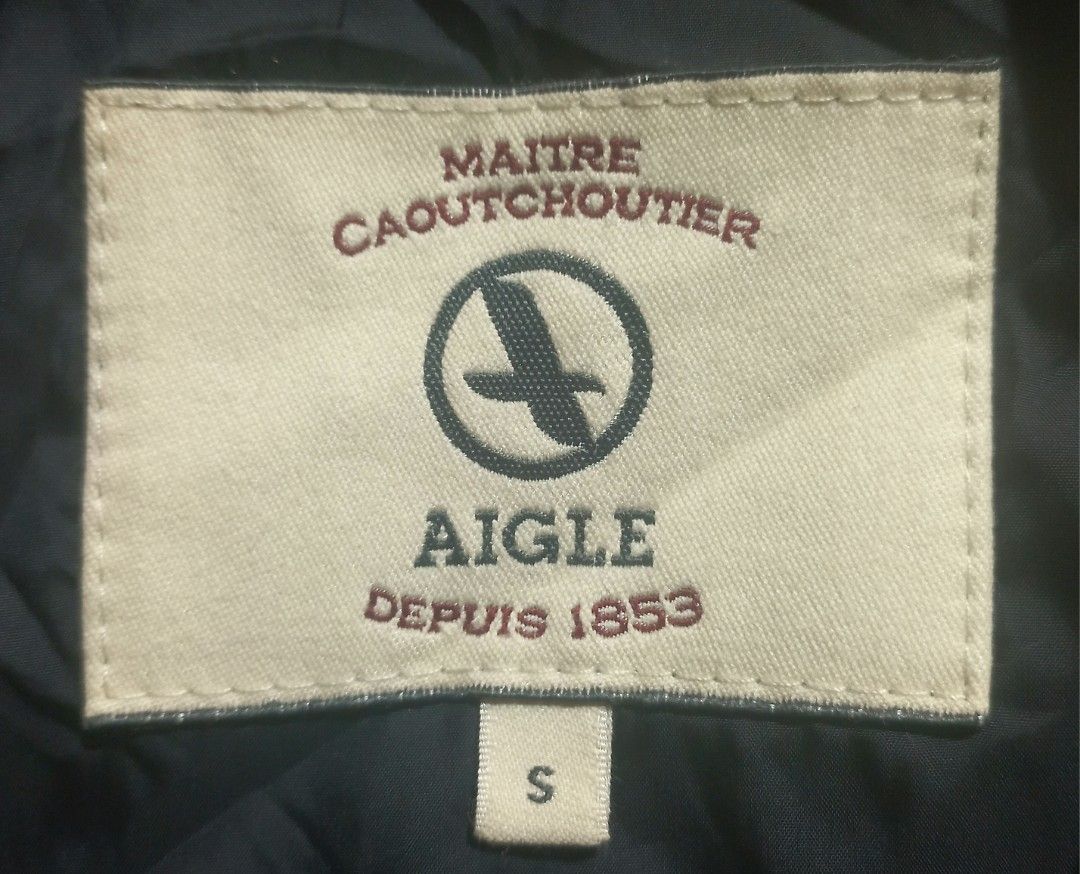 MAITRE
CAOUTCHOUTIER
AIGLE
DEPUIS 1853
S